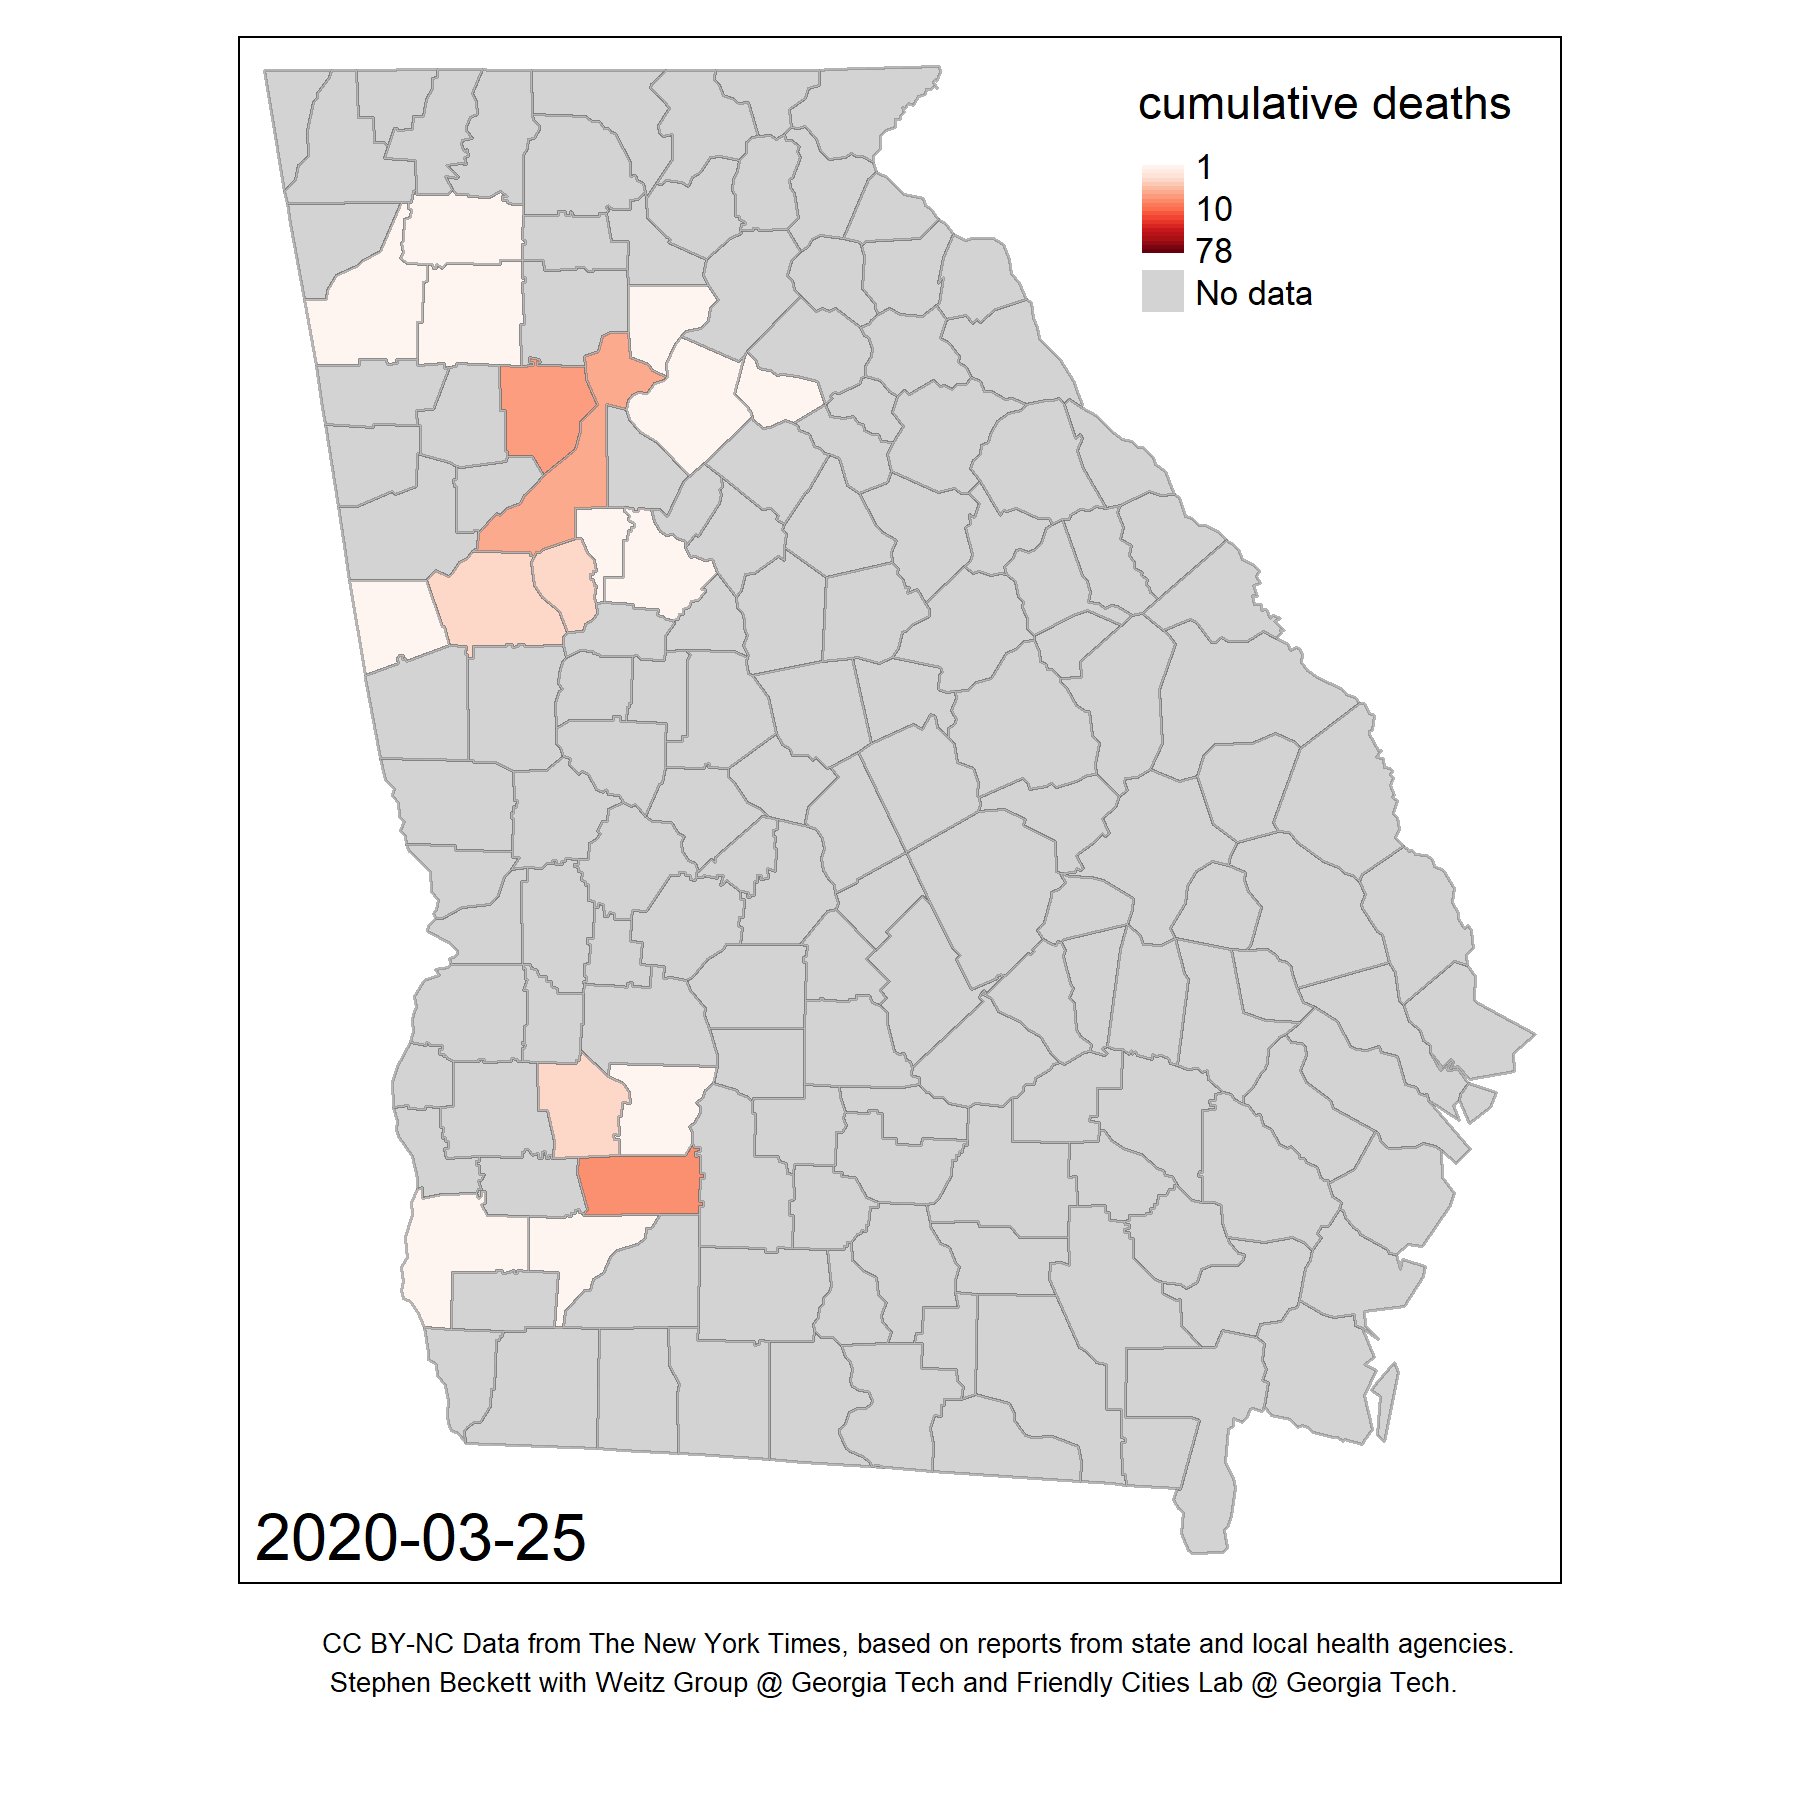 cumulative deaths
1
10
78
No data
2020-03-25
CC BY-NC Data from The New York Times, based on reports from state and local health agencies.
Stephen Beckett with Weitz Group @ Georgia Tech and Friendly Cities Lab @ Georgia Tech.